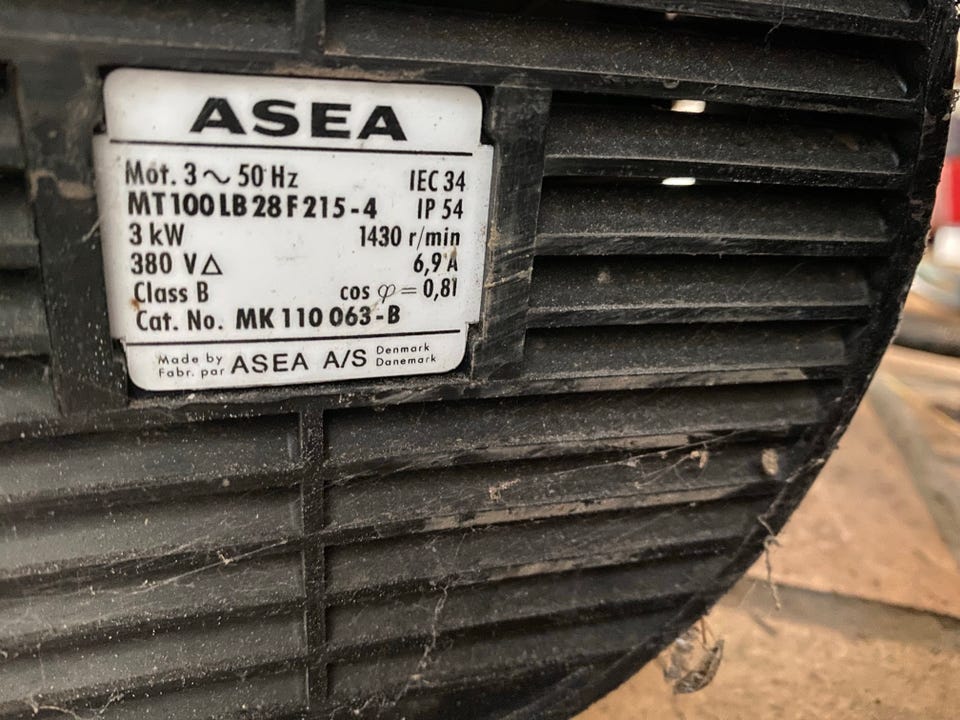 ASEA
Mot. 3 ~ 50 Hz IEC 34
MT 100 LB 28 F 215-4 IP 54
3 kW 1430 r/min
380 V △ 6,9 A
Class B cos φ = 0,81
Cat. No. MK 110 063-B
Made by ASEA A/S Denmark
Fabr. par Danemark